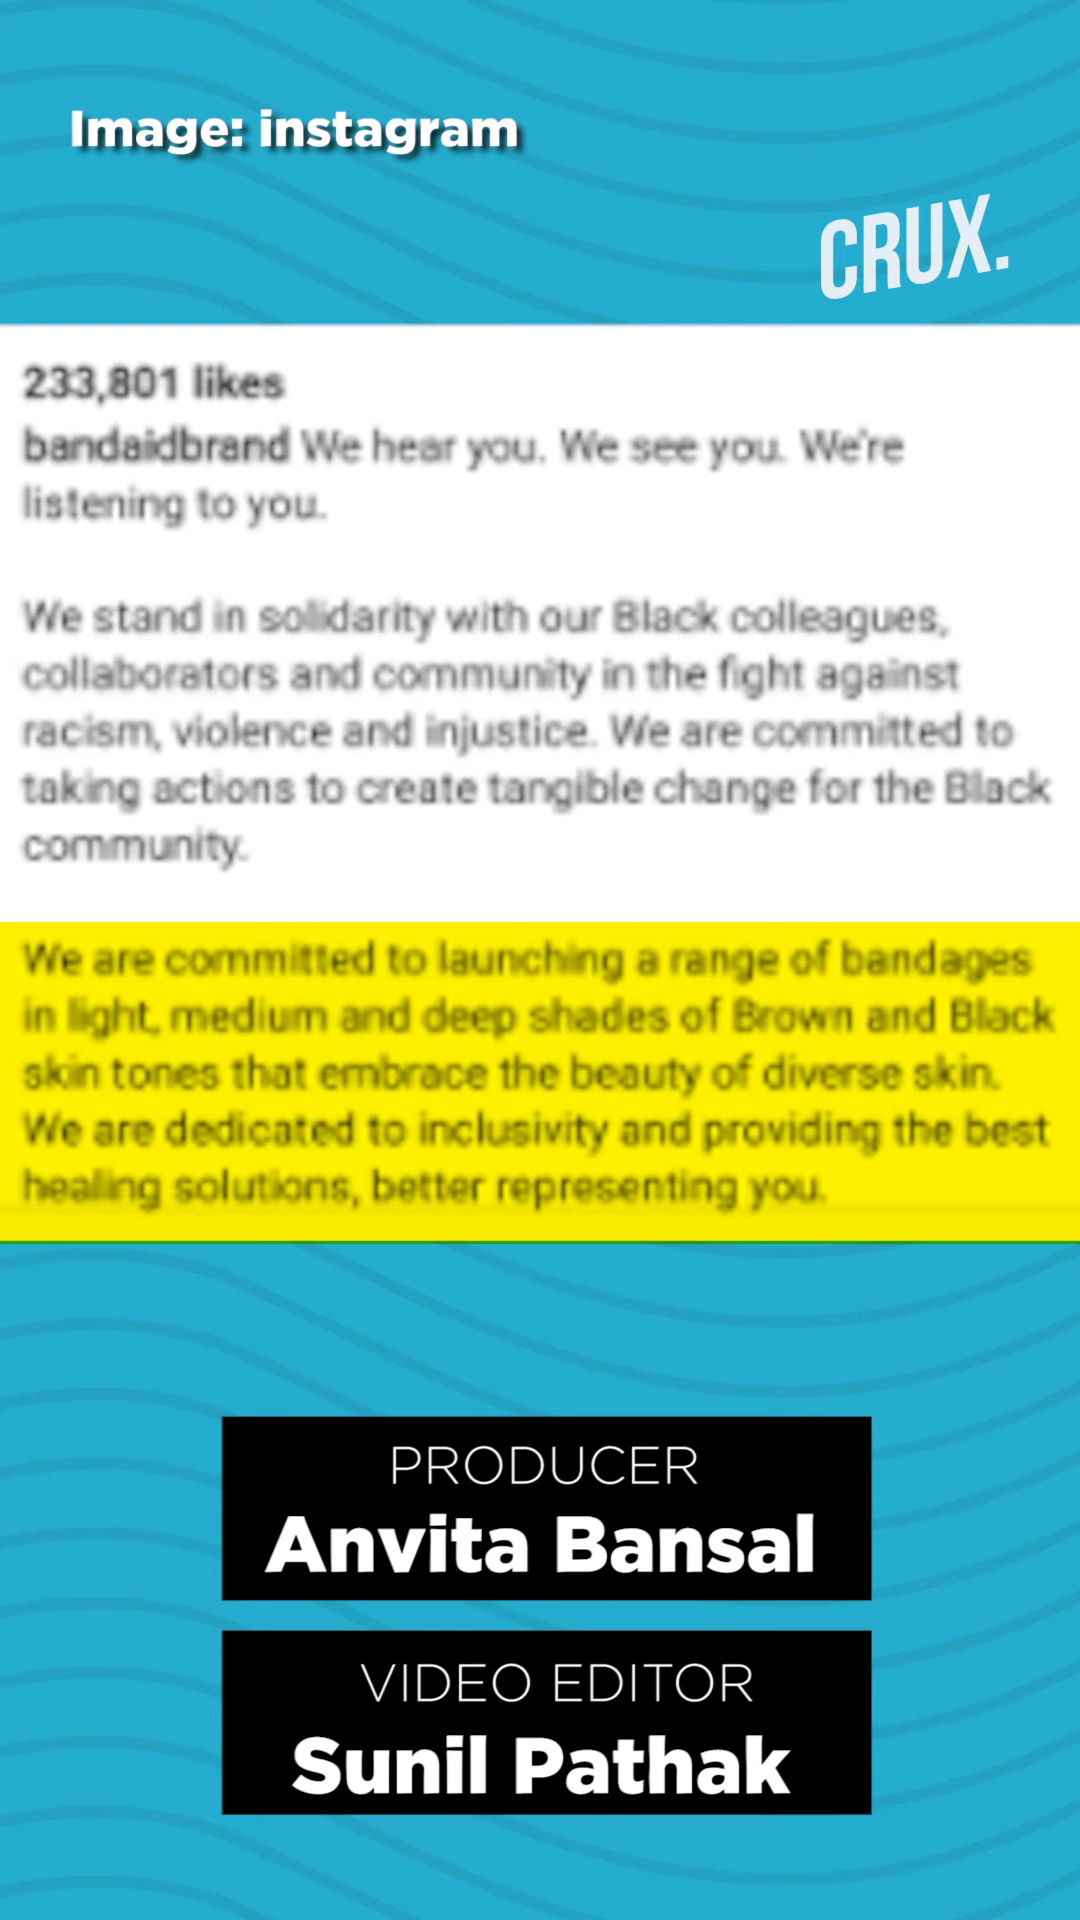 Image: instagram
CRUX.
233,801 likes
bandaidbrand We hear you. We see you. We're
listening to you.
We stand in solidarity with our Black colleagues,
collaborators and community in the fight against
racism, violence and injustice. We are committed to
taking actions to create tangible change for the Black
community.
We are committed to launching a range of bandages
in light, medium and deep shades of Brown and Black
skin tones that embrace the beauty of diverse skin.
We are dedicated to inclusivity and providing the best
healing solutions, better representing you.
PRODUCER
Anvita Bansal
VIDEO EDITOR
Sunil Pathak